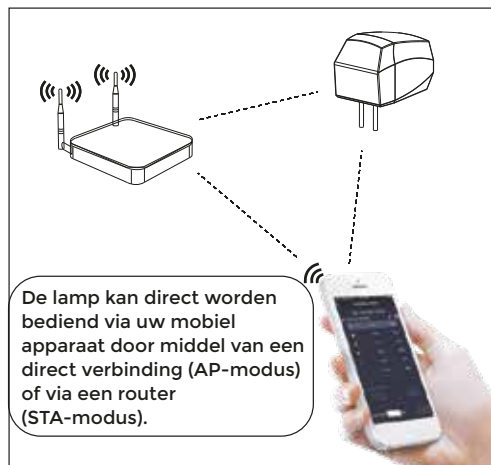 De lamp kan direct worden
bediend via uw mobiel
apparaat door middel van een
direct verbinding (AP-modus)
of via een router
(STA-modus).